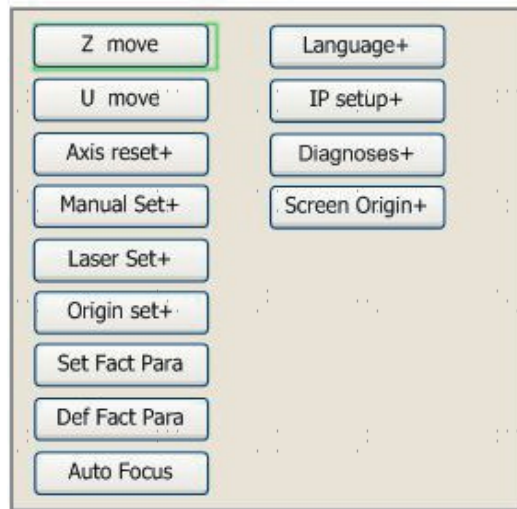 Z move
U move
Axis reset+
Manual Set+
Laser Set+
Origin set+
Set Fact Para
Def Fact Para
Auto Focus
Language+
IP setup+
Diagnoses+
Screen Origin+